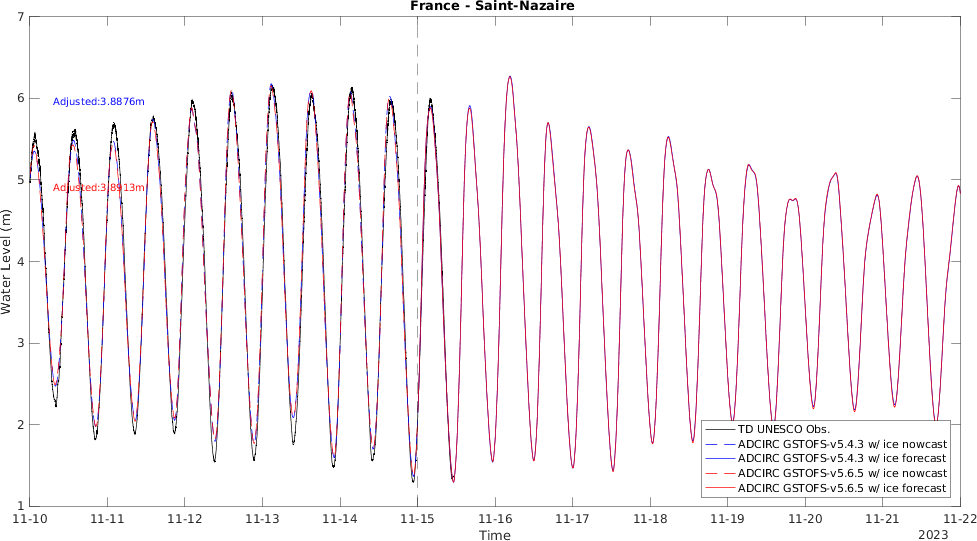 France - Saint-Nazaire
7
6
5
4
3
2
1
Water Level (m)
Adjusted:3.8876m
Adjusted:3.8913m
TD UNESCO Obs.
ADCIRC GSTOFS-v5.4.3 w/ ice nowcast
ADCIRC GSTOFS-v5.4.3 w/ ice forecast
ADCIRC GSTOFS-v5.6.5 w/ ice nowcast
ADCIRC GSTOFS-v5.6.5 w/ ice forecast
11-10 11-11 11-12 11-13 11-14 11-15 11-16 11-17 11-18 11-19 11-20 11-21 11-22
Time
2023